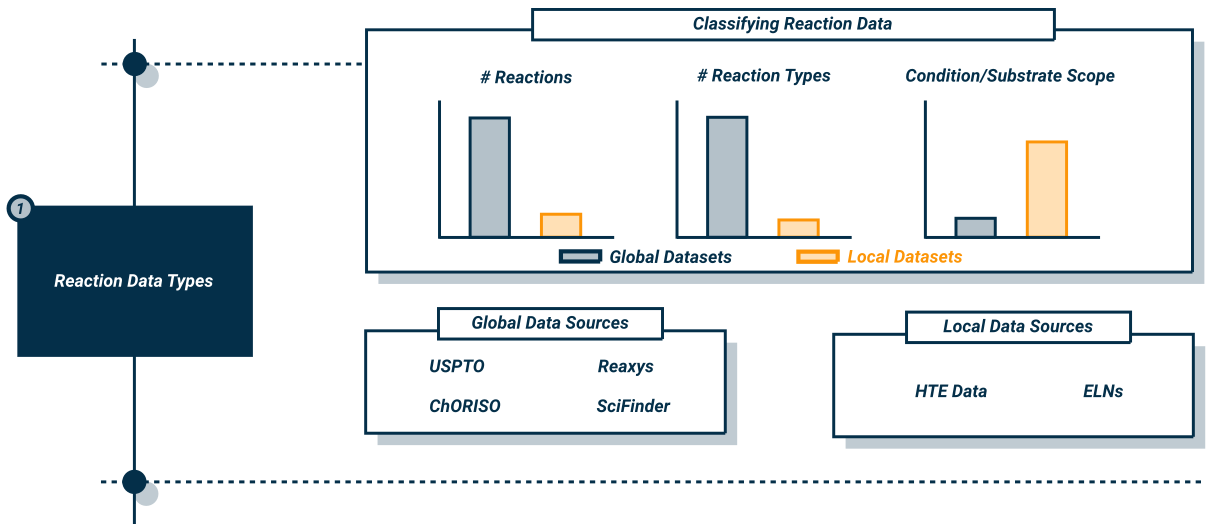 Classifying Reaction Data
# Reactions
# Reaction Types
Condition/Substrate Scope
Global Datasets
Local Datasets
1
Reaction Data Types
Global Data Sources
USPTO
Reaxys
ChORISO
SciFinder
Local Data Sources
HTE Data
ELNs